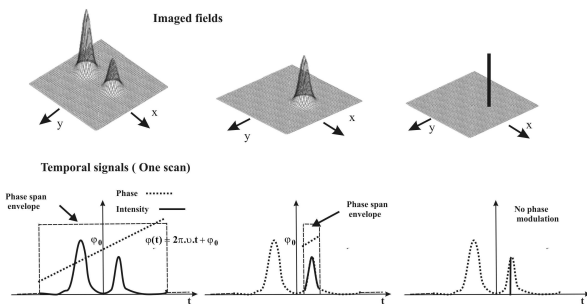 Imaged fields
y
x
y
x
y
x
Temporal signals ( One scan)
Phase span
envelope
Phase
Intensity
φ0
φ(t) = 2π.υ.t + φ0
t
Phase span
envelope
φ0
t
No phase
modulation
t